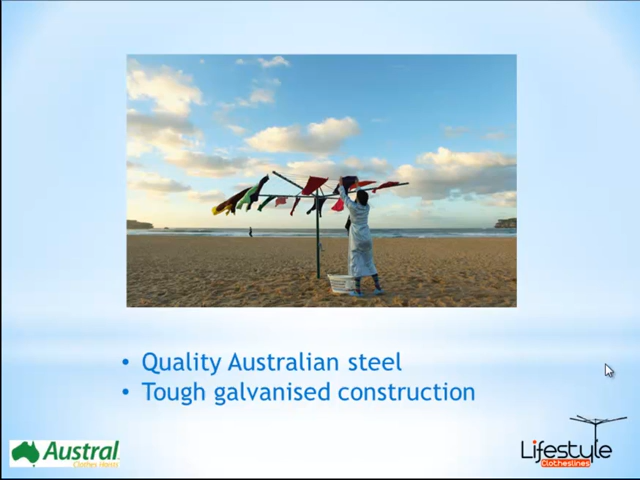 • Quality Australian steel
• Tough galvanised construction
Austral
Clothes Hoists
Lifestyle
Clotheslines